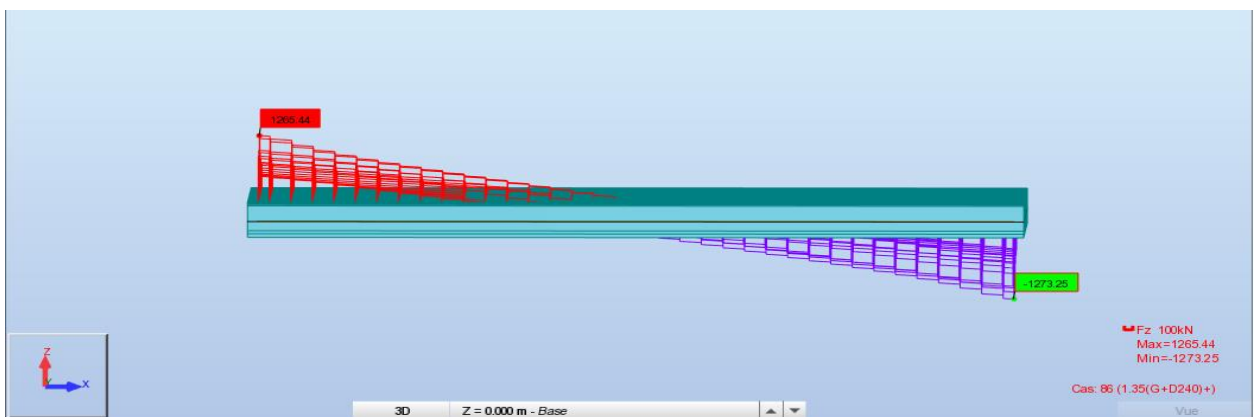 1265.44
-1273.25
Fz 100kN
Max=1265.44
Min=-1273.25
Cas: 86 (1.35(G+D240)+)
Z
Y
X
3D Z = 0.000 m - Base
Vue